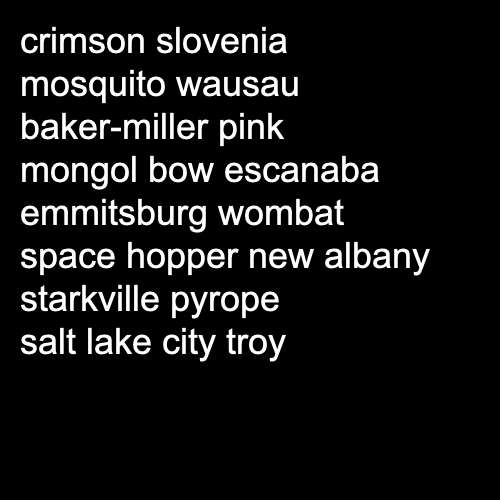 crimson slovenia
mosquito wausau
baker-miller pink
mongol bow escanaba
emmitsburg wombat
space hopper new albany
starkville pyrope
salt lake city troy